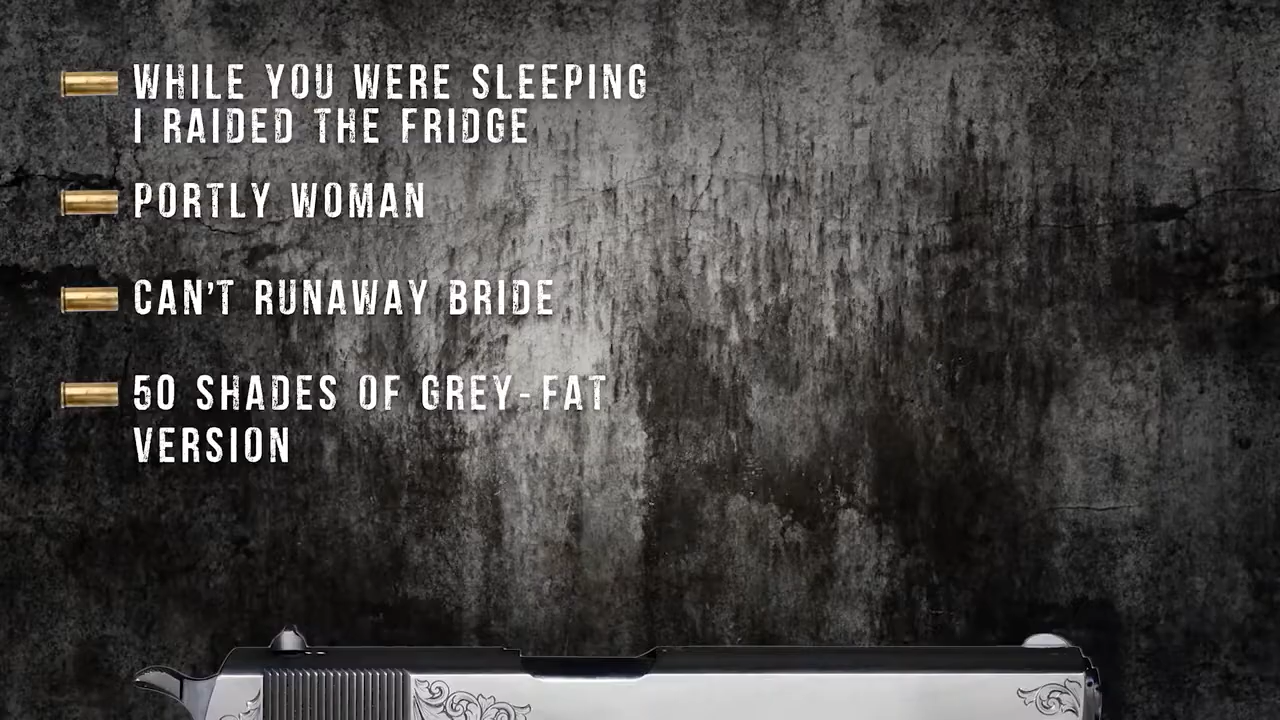 WHILE YOU WERE SLEEPING
I RAIDED THE FRIDGE
PORTLY WOMAN
CAN'T RUNAWAY BRIDE
50 SHADES OF GREY-FAT
VERSION